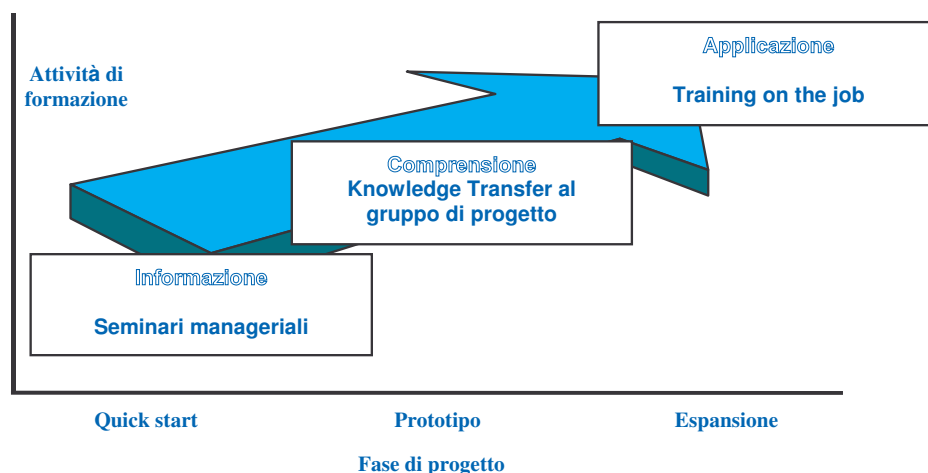 Attività di
formazione
Applicazione
Training on the job
Comprensione
Knowledge Transfer al
gruppo di progetto
Informazione
Seminari manageriali
Quick start
Prototipo
Espansione
Fase di progetto